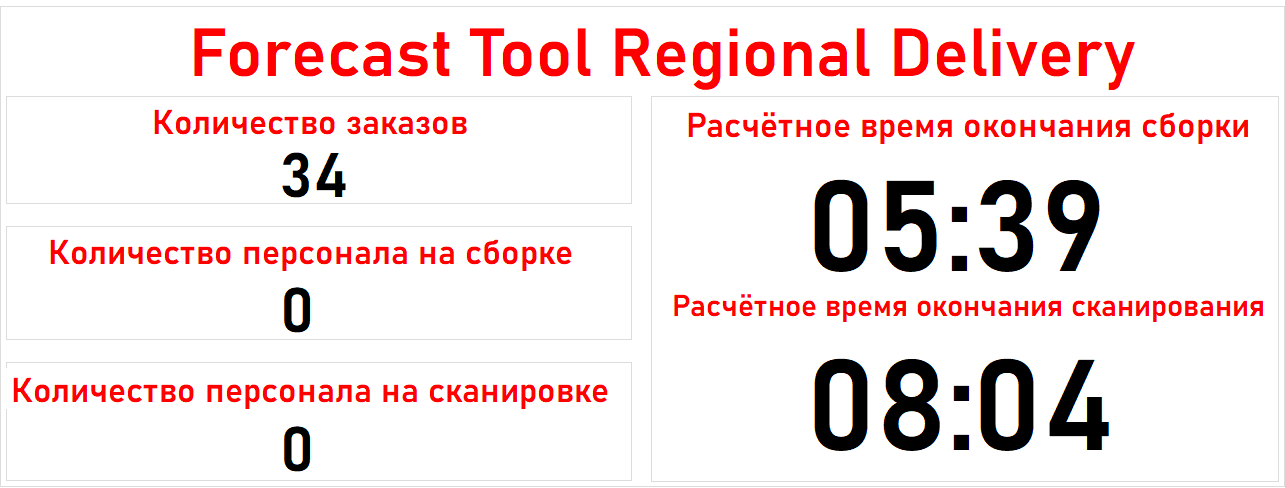 Forecast Tool Regional Delivery
Количество заказов
34
Количество персонала на сборке
0
Количество персонала на сканировке
0
Расчётное время окончания сборки
05:39
Расчётное время окончания сканирования
08:04